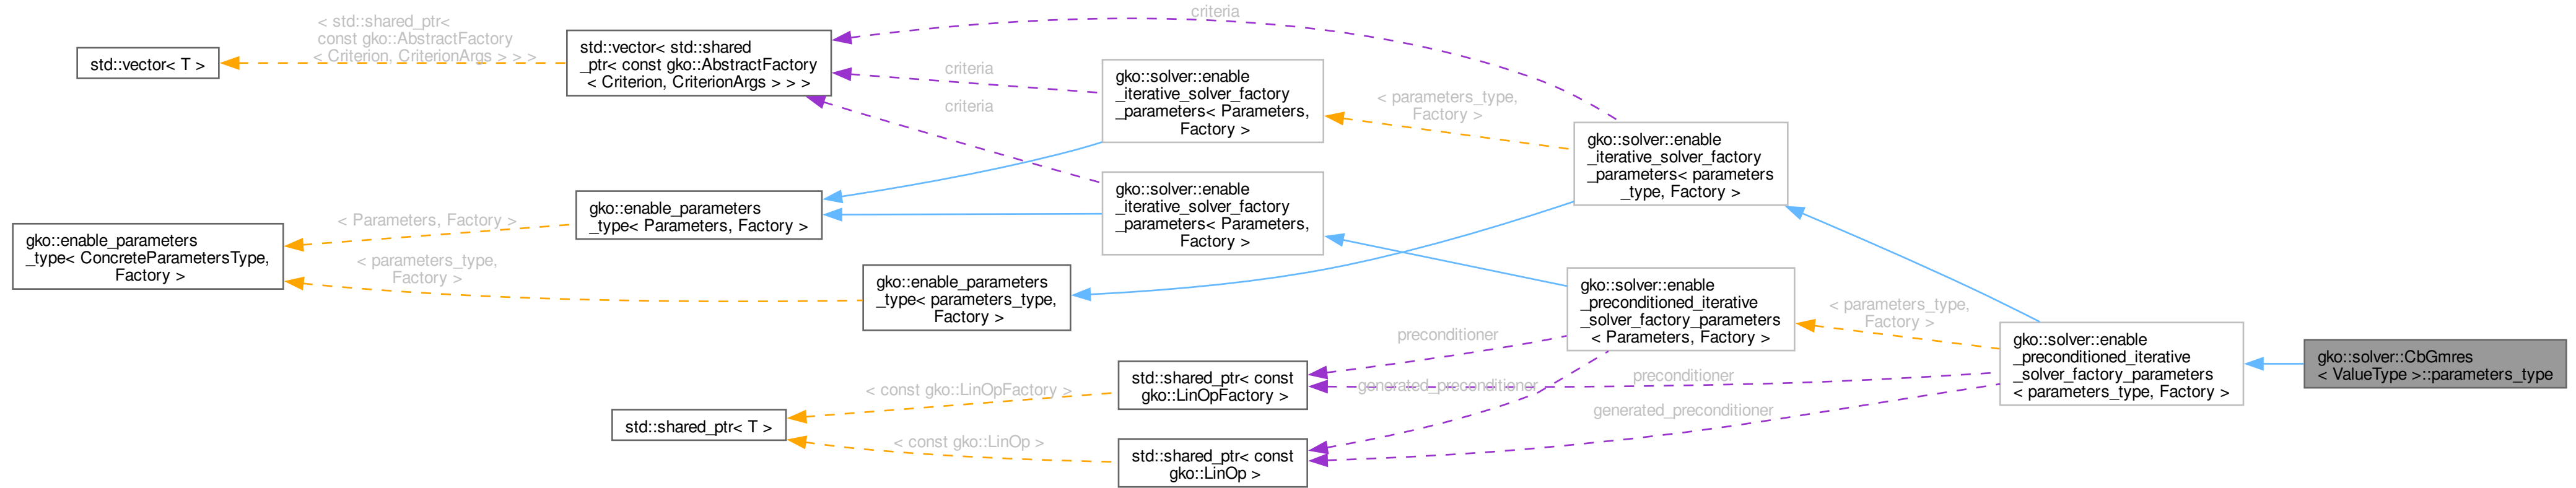 std::vector< T >
< std::shared_ptr<
const gko::AbstractFactory
< Criterion, CriterionArgs > > >
std::vector< std::shared
_ptr< const gko::AbstractFactory
< Criterion, CriterionArgs > > >
criteria
criteria
criteria
gko::solver::enable
_iterative_solver_factory
_parameters< Parameters,
Factory >
< parameters_type,
Factory >
gko::solver::enable
_iterative_solver_factory
_parameters< parameters
_type, Factory >
gko::enable_parameters
_type< ConcreteParametersType,
Factory >
< Parameters, Factory >
< parameters_type,
Factory >
gko::enable_parameters
_type< Parameters, Factory >
gko::solver::enable
_iterative_solver_factory
_parameters< Parameters,
Factory >
gko::enable_parameters
_type< parameters_type,
Factory >
gko::solver::enable
_preconditioned_iterative
_solver_factory_parameters
< Parameters, Factory >
< parameters_type,
Factory >
preconditioner
generated_preconditioner
preconditioner
generated_preconditioner
gko::solver::enable
_preconditioned_iterative
_solver_factory_parameters
< parameters_type, Factory >
gko::solver::CbGmres
< ValueType >::parameters_type
std::shared_ptr< T >
< const gko::LinOpFactory >
< const gko::LinOp >
std::shared_ptr< const
gko::LinOpFactory >
std::shared_ptr< const
gko::LinOp >